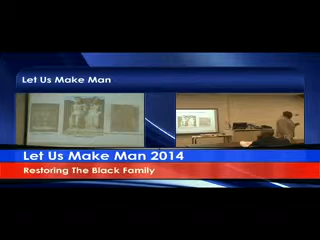 Let Us Make Man
Let Us Make Man 2014
Restoring The Black Family